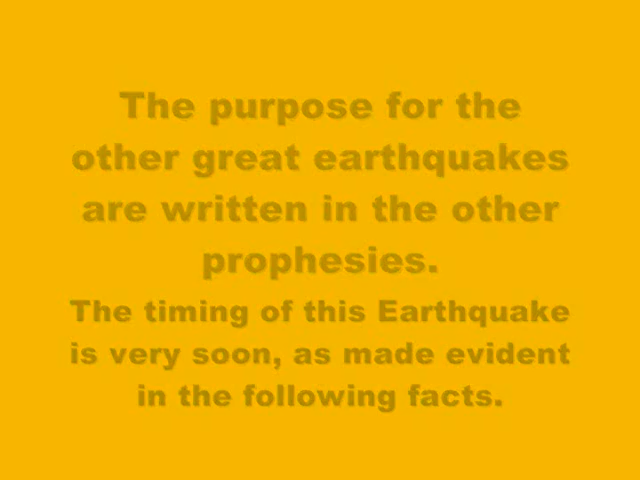 The purpose for the
other great earthquakes
are written in the other
prophesies.
The timing of this Earthquake
is very soon, as made evident
in the following facts.